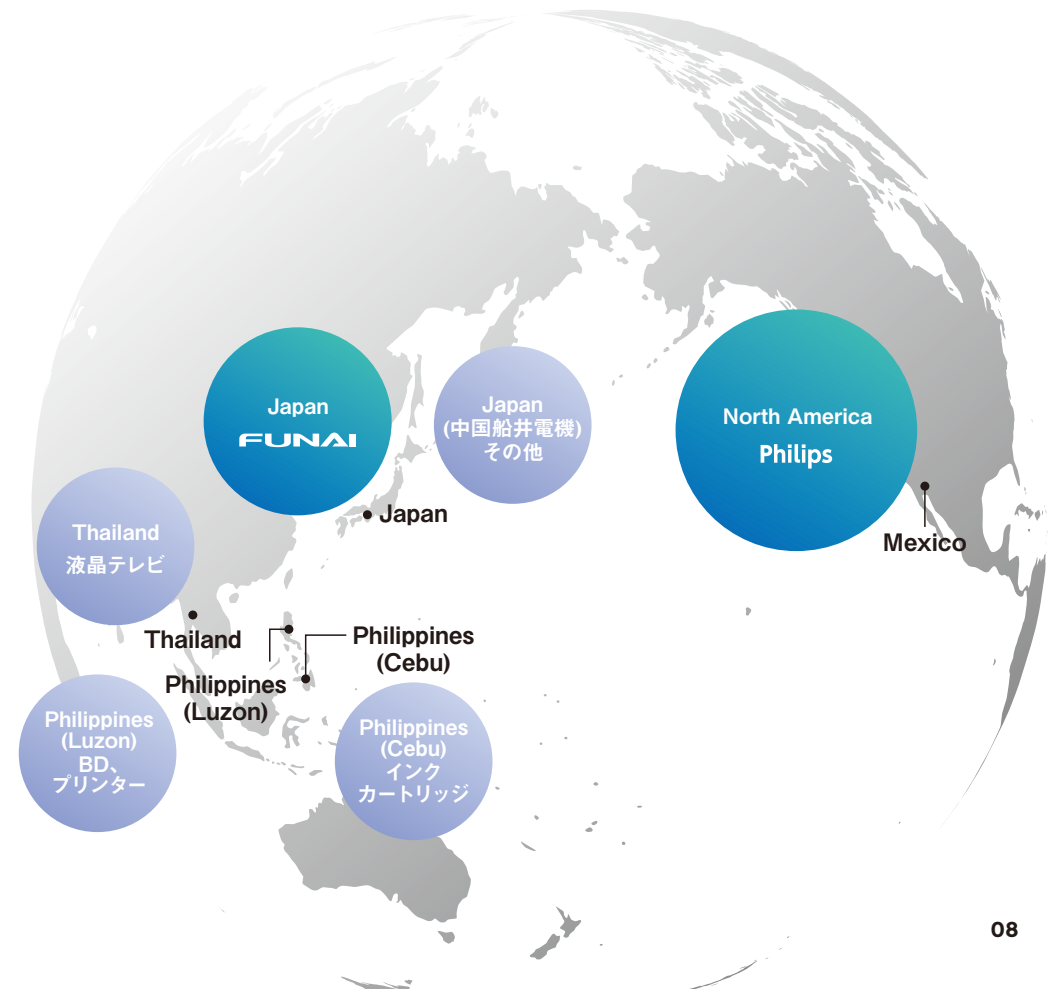 Japan
FUNAI
Japan
(中国船井電機)
その他
North America
Philips
Japan
Mexico
Thailand
液晶テレビ
Thailand
Philippines
(Cebu)
Philippines
(Luzon)
Philippines
(Luzon)
BD、
プリンター
Philippines
(Cebu)
インク
カートリッジ
08